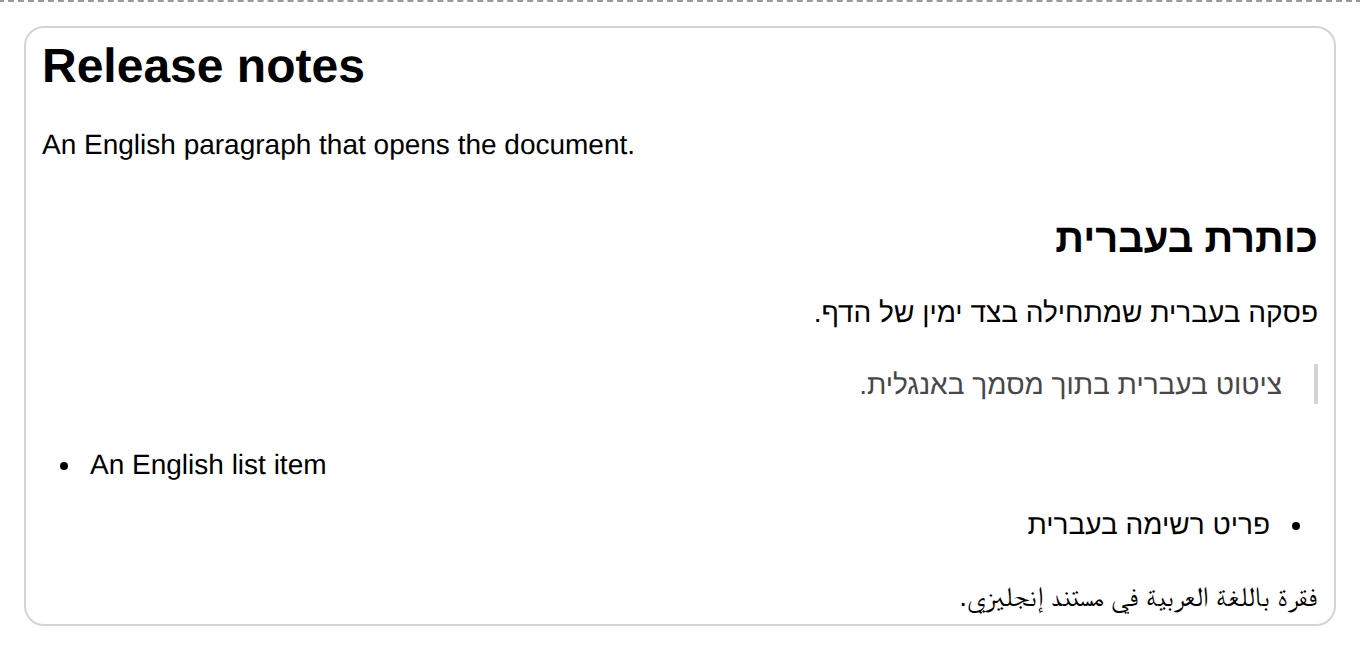 Release notes
An English paragraph that opens the document.
כותרת בעברית
פסקה בעברית שמתחילה בצד ימין של הדף.
ציטוט בעברית בתוך מסמך באנגלית.
• An English list item
• פריט רשימה בעברית
فقرة باللغة العربية في مستند إنجليزي.